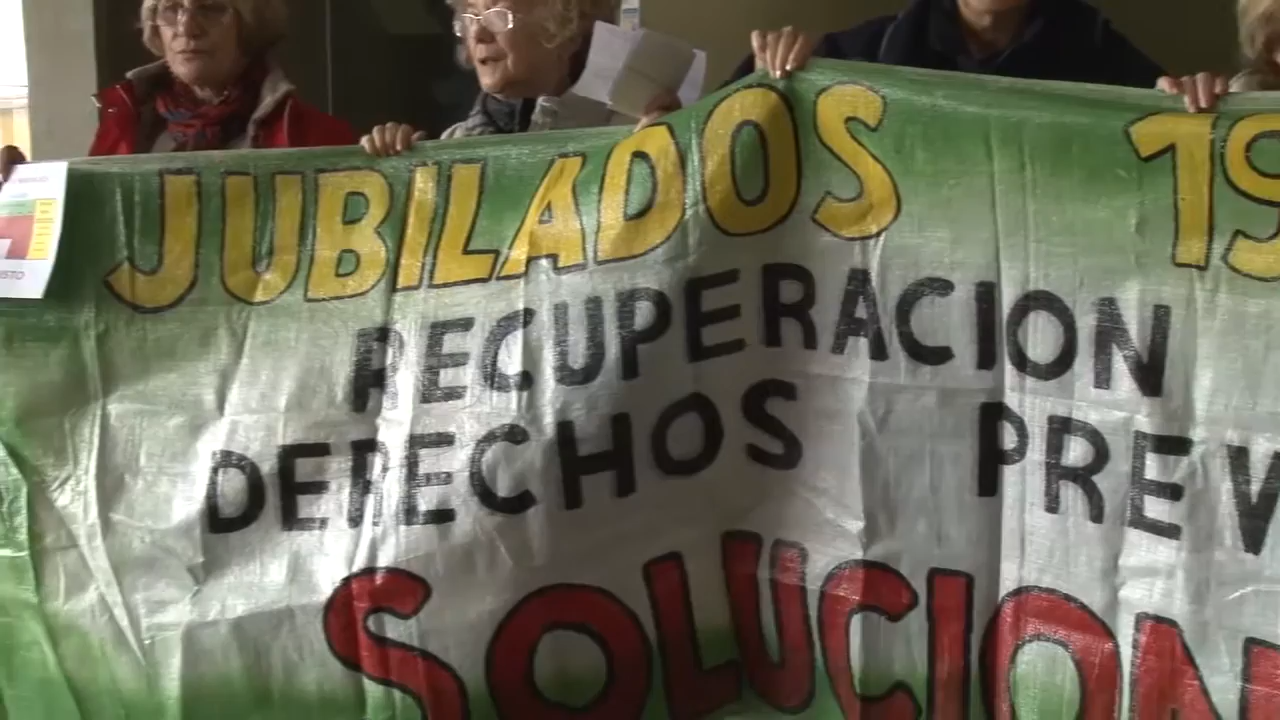 JUBILADOS 19
RECUPERACION
DERECHOS PREV
SOLUCION